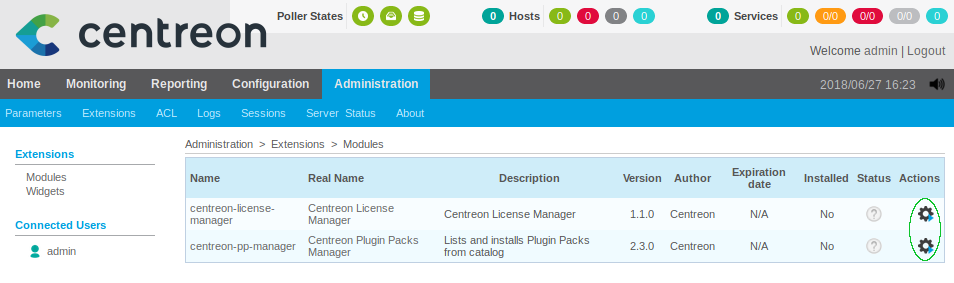 centreon
Poller States
0 Hosts 0 0 0 0
0 Services 0 0/0 0/0 0 0
Welcome admin | Logout
Home Monitoring Reporting Configuration Administration
2018/06/27 16:23
Parameters Extensions ACL Logs Sessions Server Status About
Extensions
Modules
Widgets
Connected Users
admin
Administration > Extensions > Modules
Name Real Name Description Version Author Expiration date Installed Status Actions
centreon-license-manager Centreon License Manager Centreon License Manager 1.1.0 Centreon N/A No ?
centreon-pp-manager Centreon Plugin Packs Manager Lists and installs Plugin Packs from catalog 2.3.0 Centreon N/A No ?